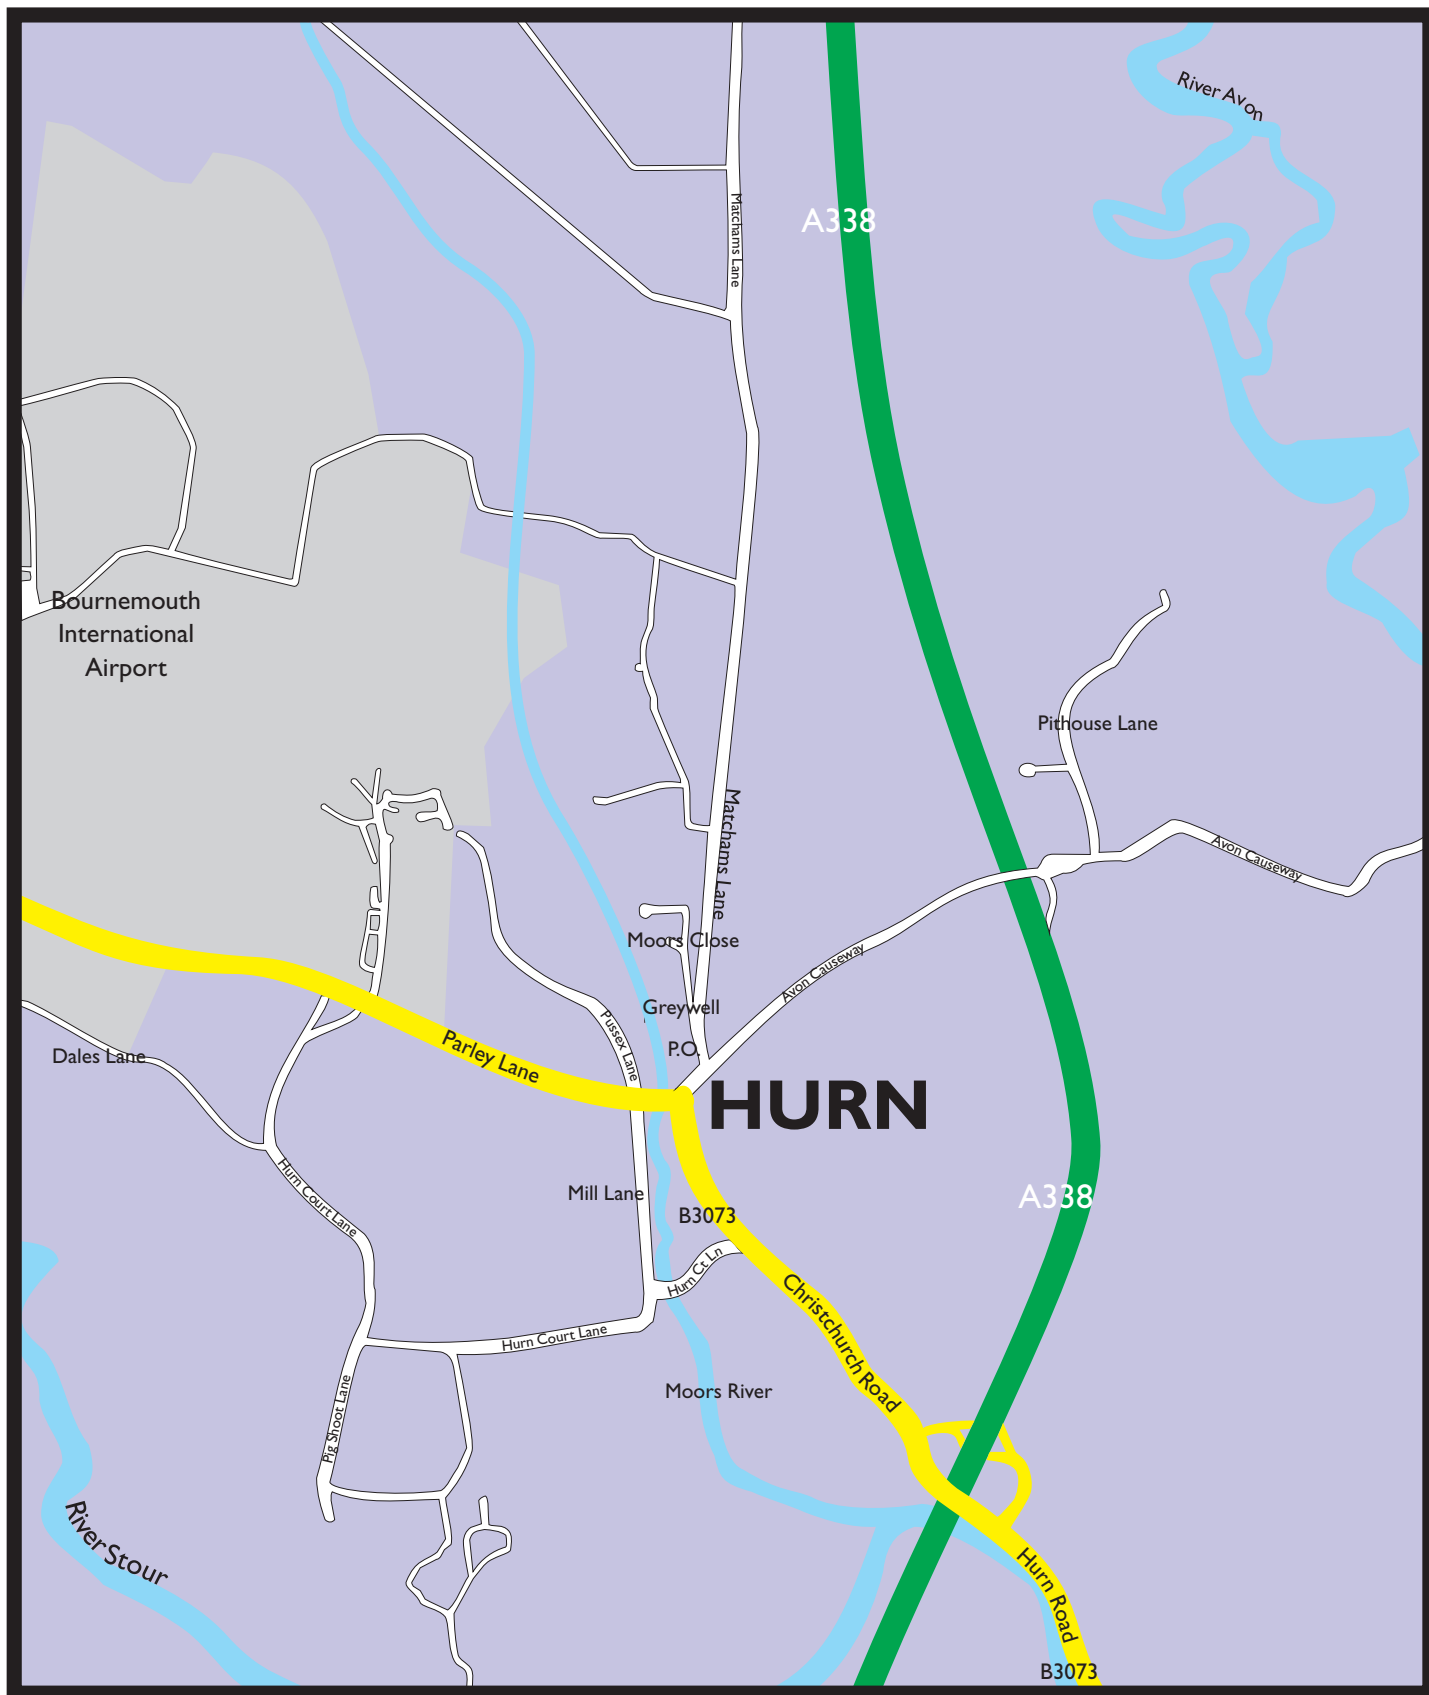 River Avon
Matchams Lane
A338
Bournemouth
International
Airport
Pithouse Lane
Matchams Lane
Avon Causeway
Moors Close
Avon Causeway
Greywell
Pussex Lane
P.O.
Dales Lane
Parley Lane
HURN
Hurn Court Lane
Mill Lane
A338
B3073
Hurn Ct Ln
Christchurch Road
Hurn Court Lane
Moors River
Pig Shoot Lane
River Stour
Hurn Road
B3073